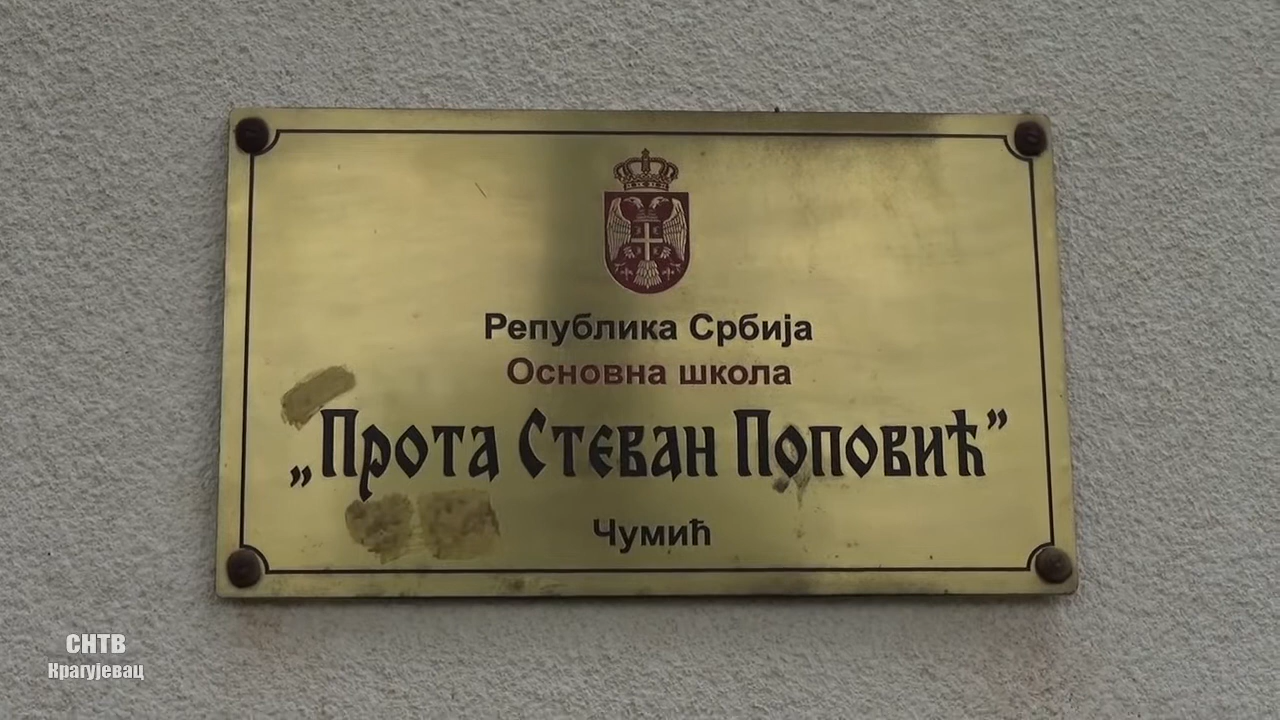 Република Србија
Основна школа
„Прота Стеван Поповић”
Чумић
СНТВ
Крагујевац